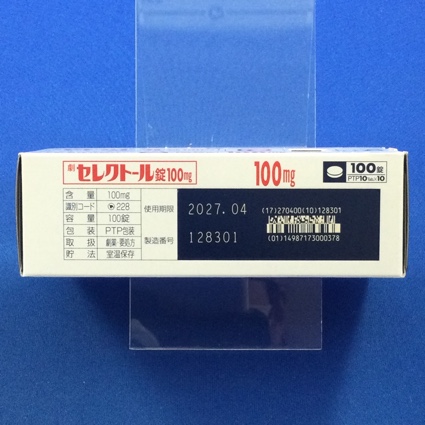 劇 セレクトール錠100mg 100mg 100錠
PTP10錠×10
含 量 100mg
識別コード 228
容 量 100錠
包 装 PTP包装
取 扱 劇薬 要処方
貯 法 室温保存
使用期限 2027.04
製造番号 128301
(17)270400(10)128301
(01)14987173000378